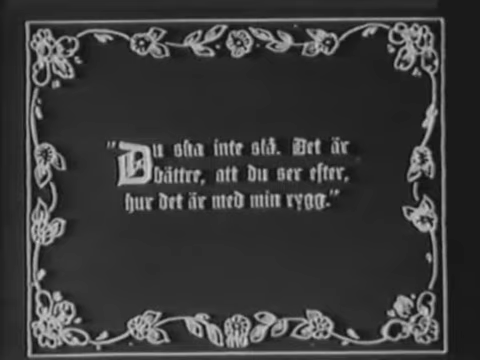 "Du ska inte slå. Det är
bättre, att du ser efter,
hur det är med min rygg."